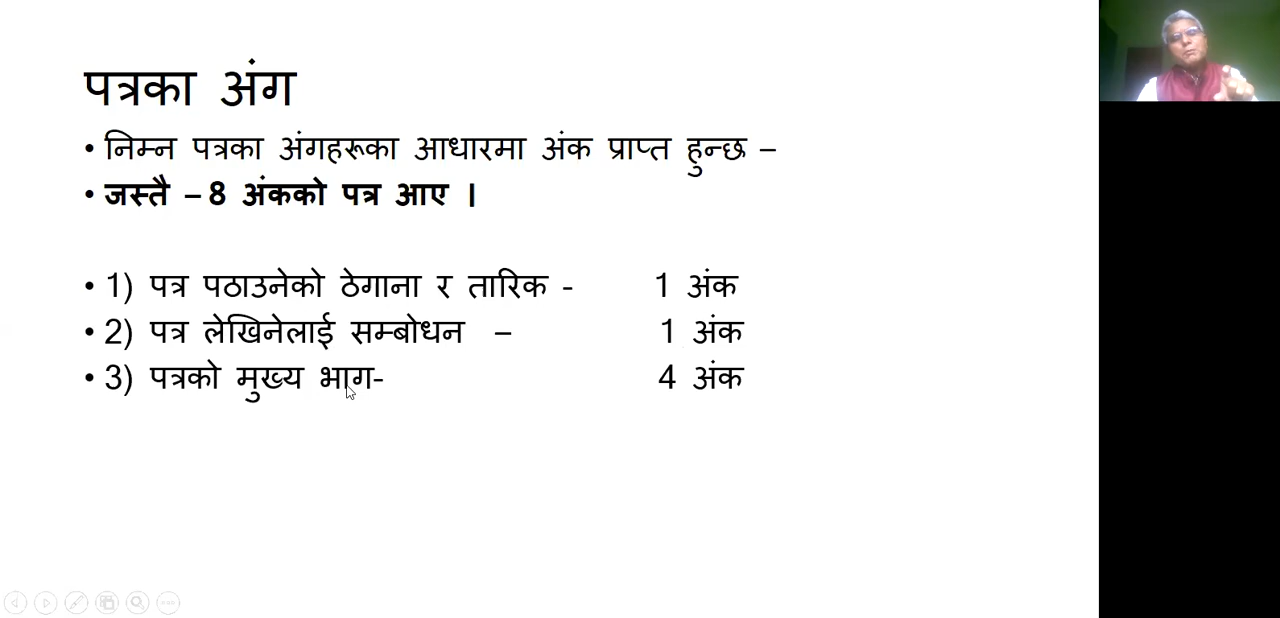 पत्रका अंग
• निम्न पत्रका अंगहरूका आधारमा अंक प्राप्त हुन्छ –
• जस्तै – 8 अंकको पत्र आए ।
• 1) पत्र पठाउनेको ठेगाना र तारिक - 1 अंक
• 2) पत्र लेखिनेलाई सम्बोधन – 1 अंक
• 3) पत्रको मुख्य भाग- 4 अंक